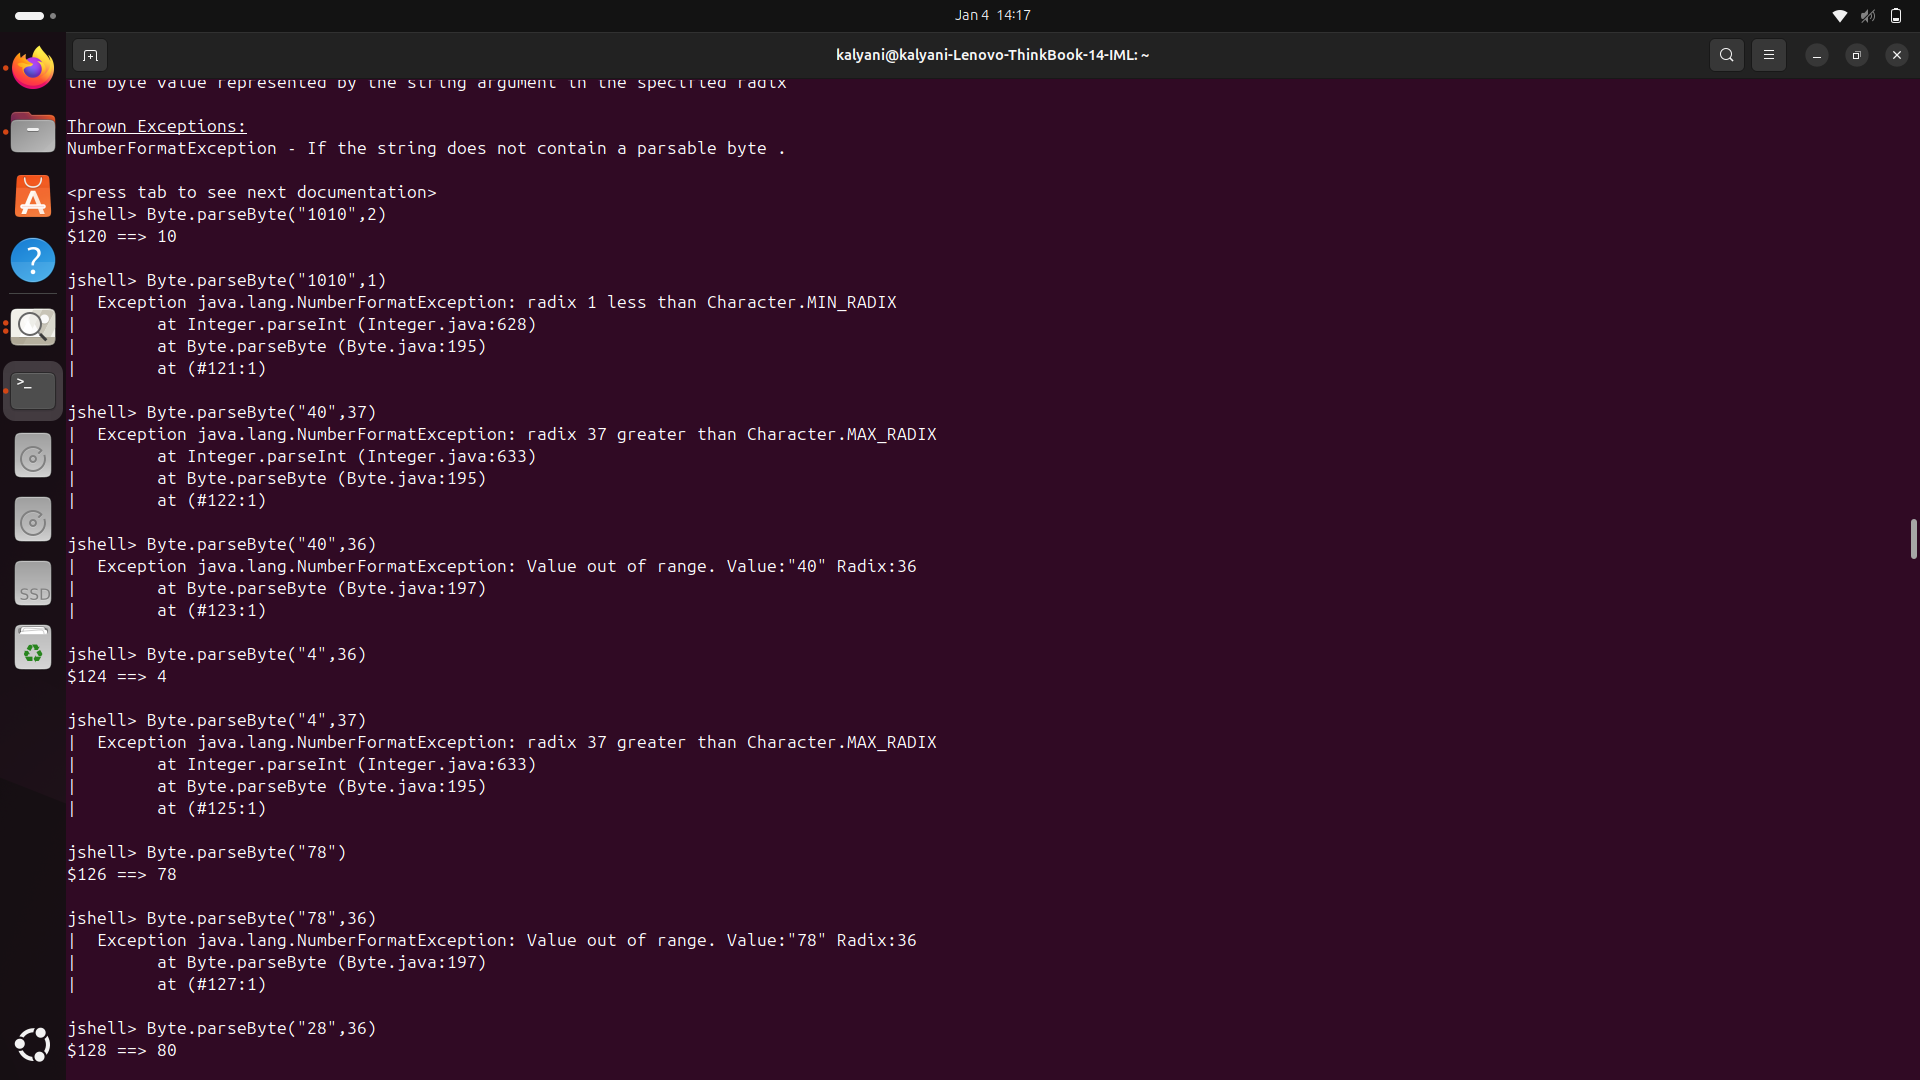 Jan 4 14:17
kalyani@kalyani-Lenovo-ThinkBook-14-IML: ~
the byte value represented by the string argument in the specified radix
Thrown Exceptions:
NumberFormatException - If the string does not contain a parsable byte .
<press tab to see next documentation>
jshell> Byte.parseByte("1010",2)
$120 ==> 10
jshell> Byte.parseByte("1010",1)
|  Exception java.lang.NumberFormatException: radix 1 less than Character.MIN_RADIX
|        at Integer.parseInt (Integer.java:628)
|        at Byte.parseByte (Byte.java:195)
|        at (#121:1)
jshell> Byte.parseByte("40",37)
|  Exception java.lang.NumberFormatException: radix 37 greater than Character.MAX_RADIX
|        at Integer.parseInt (Integer.java:633)
|        at Byte.parseByte (Byte.java:195)
|        at (#122:1)
jshell> Byte.parseByte("40",36)
|  Exception java.lang.NumberFormatException: Value out of range. Value:"40" Radix:36
|        at Byte.parseByte (Byte.java:197)
|        at (#123:1)
jshell> Byte.parseByte("4",36)
$124 ==> 4
jshell> Byte.parseByte("4",37)
|  Exception java.lang.NumberFormatException: radix 37 greater than Character.MAX_RADIX
|        at Integer.parseInt (Integer.java:633)
|        at Byte.parseByte (Byte.java:195)
|        at (#125:1)
jshell> Byte.parseByte("78")
$126 ==> 78
jshell> Byte.parseByte("78",36)
|  Exception java.lang.NumberFormatException: Value out of range. Value:"78" Radix:36
|        at Byte.parseByte (Byte.java:197)
|        at (#127:1)
jshell> Byte.parseByte("28",36)
$128 ==> 80
SSD